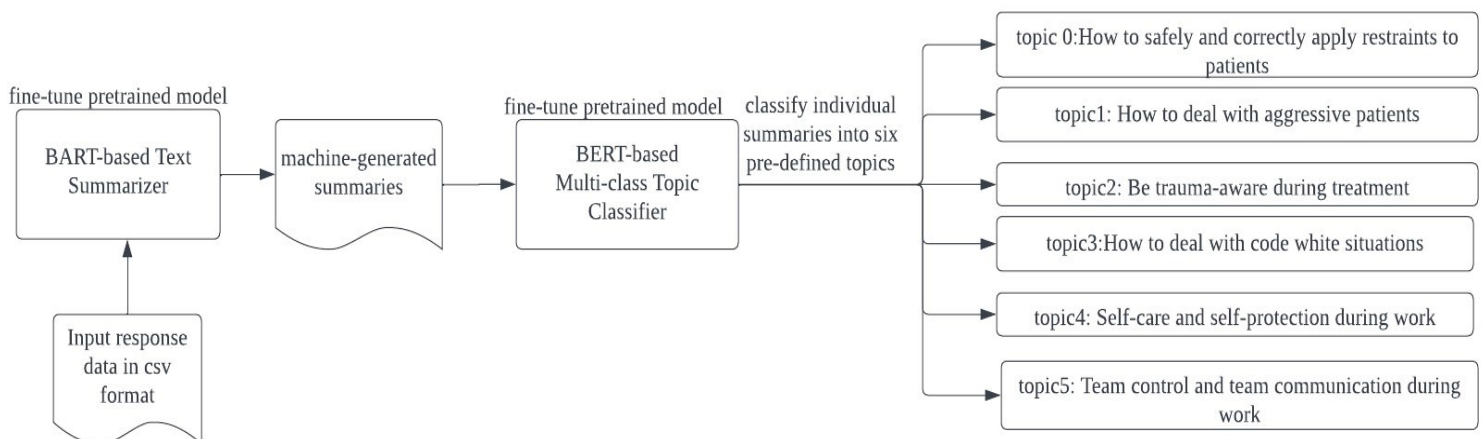 fine-tune pretrained model
BART-based Text
Summarizer
Input response
data in csv
format
machine-generated
summaries
fine-tune pretrained model
BERT-based
Multi-class Topic
Classifier
classify individual
summaries into six
pre-defined topics
topic 0:How to safely and correctly apply restraints to
patients
topic1: How to deal with aggressive patients
topic2: Be trauma-aware during treatment
topic3:How to deal with code white situations
topic4: Self-care and self-protection during work
topic5: Team control and team communication during
work